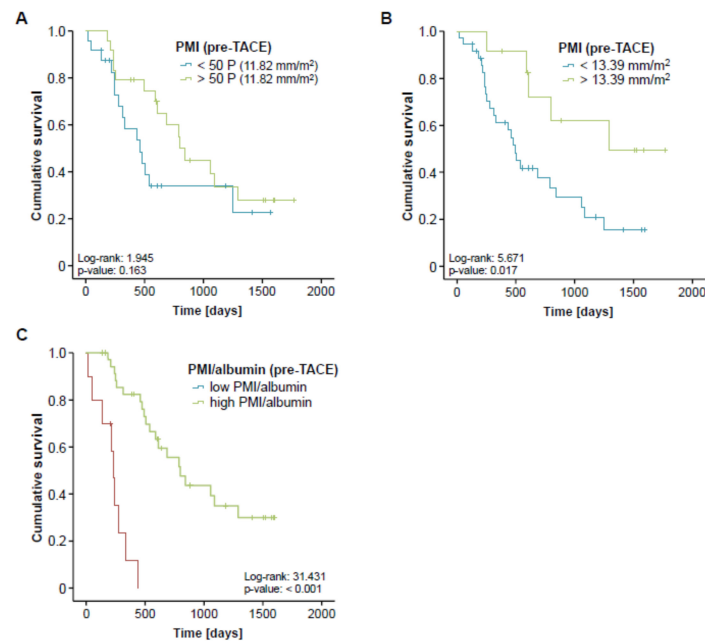 A
PMI (pre-TACE)
< 50 P (11.82 mm/m²)
> 50 P (11.82 mm/m²)
Cumulative survival
1.0
0.8
0.6
0.4
0.2
0
Log-rank: 1.945
p-value: 0.163
0 500 1000 1500 2000
Time [days]
B
PMI (pre-TACE)
< 13.39 mm/m²
> 13.39 mm/m²
Cumulative survival
1.0
0.8
0.6
0.4
0.2
0
Log-rank: 5.671
p-value: 0.017
0 500 1000 1500 2000
Time [days]
C
PMI/albumin (pre-TACE)
low PMI/albumin
high PMI/albumin
Cumulative survival
1.0
0.8
0.6
0.4
0.2
0
Log-rank: 31.431
p-value: < 0.001
0 500 1000 1500 2000
Time [days]